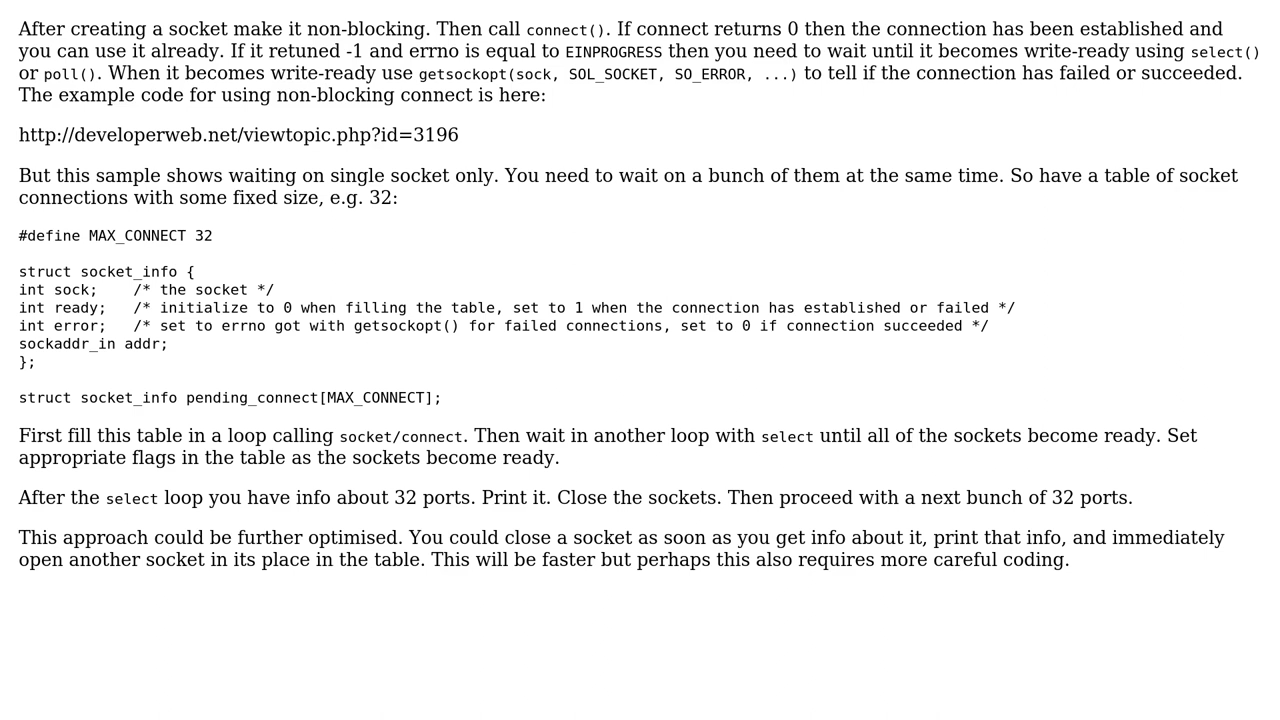 After creating a socket make it non-blocking. Then call connect(). If connect returns 0 then the connection has been established and
you can use it already. If it retuned -1 and errno is equal to EINPROGRESS then you need to wait until it becomes write-ready using select()
or poll(). When it becomes write-ready use getsockopt(sock, SOL_SOCKET, SO_ERROR, ...) to tell if the connection has failed or succeeded.
The example code for using non-blocking connect is here:
http://developerweb.net/viewtopic.php?id=3196
But this sample shows waiting on single socket only. You need to wait on a bunch of them at the same time. So have a table of socket
connections with some fixed size, e.g. 32:
#define MAX_CONNECT 32
struct socket_info {
int sock;    /* the socket */
int ready;   /* initialize to 0 when filling the table, set to 1 when the connection has established or failed */
int error;   /* set to errno got with getsockopt() for failed connections, set to 0 if connection succeeded */
sockaddr_in addr;
};
struct socket_info pending_connect[MAX_CONNECT];
First fill this table in a loop calling socket/connect. Then wait in another loop with select until all of the sockets become ready. Set
appropriate flags in the table as the sockets become ready.
After the select loop you have info about 32 ports. Print it. Close the sockets. Then proceed with a next bunch of 32 ports.
This approach could be further optimised. You could close a socket as soon as you get info about it, print that info, and immediately
open another socket in its place in the table. This will be faster but perhaps this also requires more careful coding.